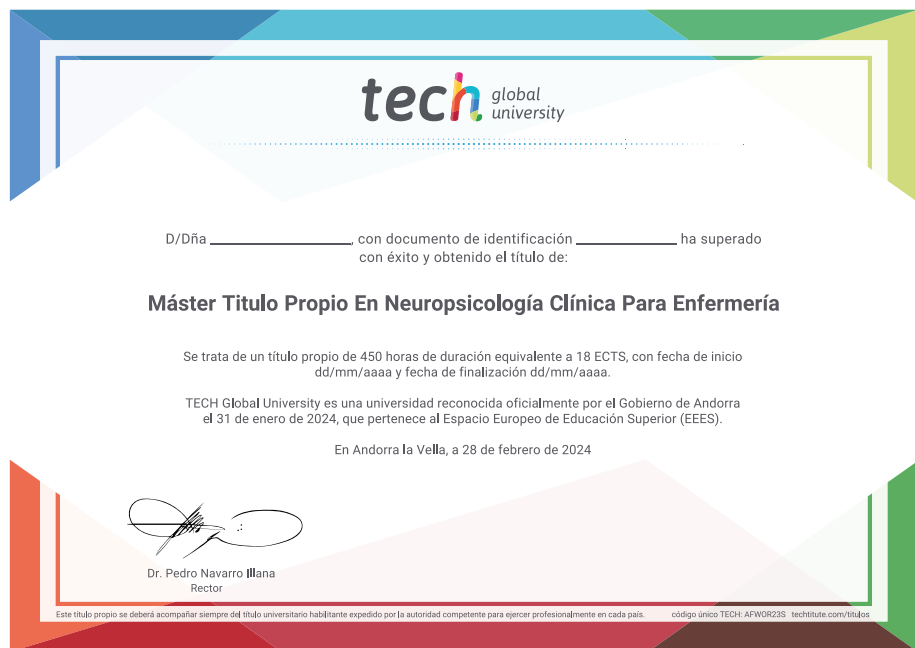 tech global university
D/Dña ____________, con documento de identificación ____________ ha superado
con éxito y obtenido el título de:
Máster Titulo Propio En Neuropsicología Clínica Para Enfermería
Se trata de un título propio de 450 horas de duración equivalente a 18 ECTS, con fecha de inicio
dd/mm/aaaa y fecha de finalización dd/mm/aaaa.
TECH Global University es una universidad reconocida oficialmente por el Gobierno de Andorra
el 31 de enero de 2024, que pertenece al Espacio Europeo de Educación Superior (EEES).
En Andorra la Vella, a 28 de febrero de 2024
Dr. Pedro Navarro Illana
Rector
Este título propio se deberá acompañar siempre del título universitario habilitante expedido por la autoridad competente para ejercer profesionalmente en cada país. código único TECH: AFWOR23S techtitute.com/titulos